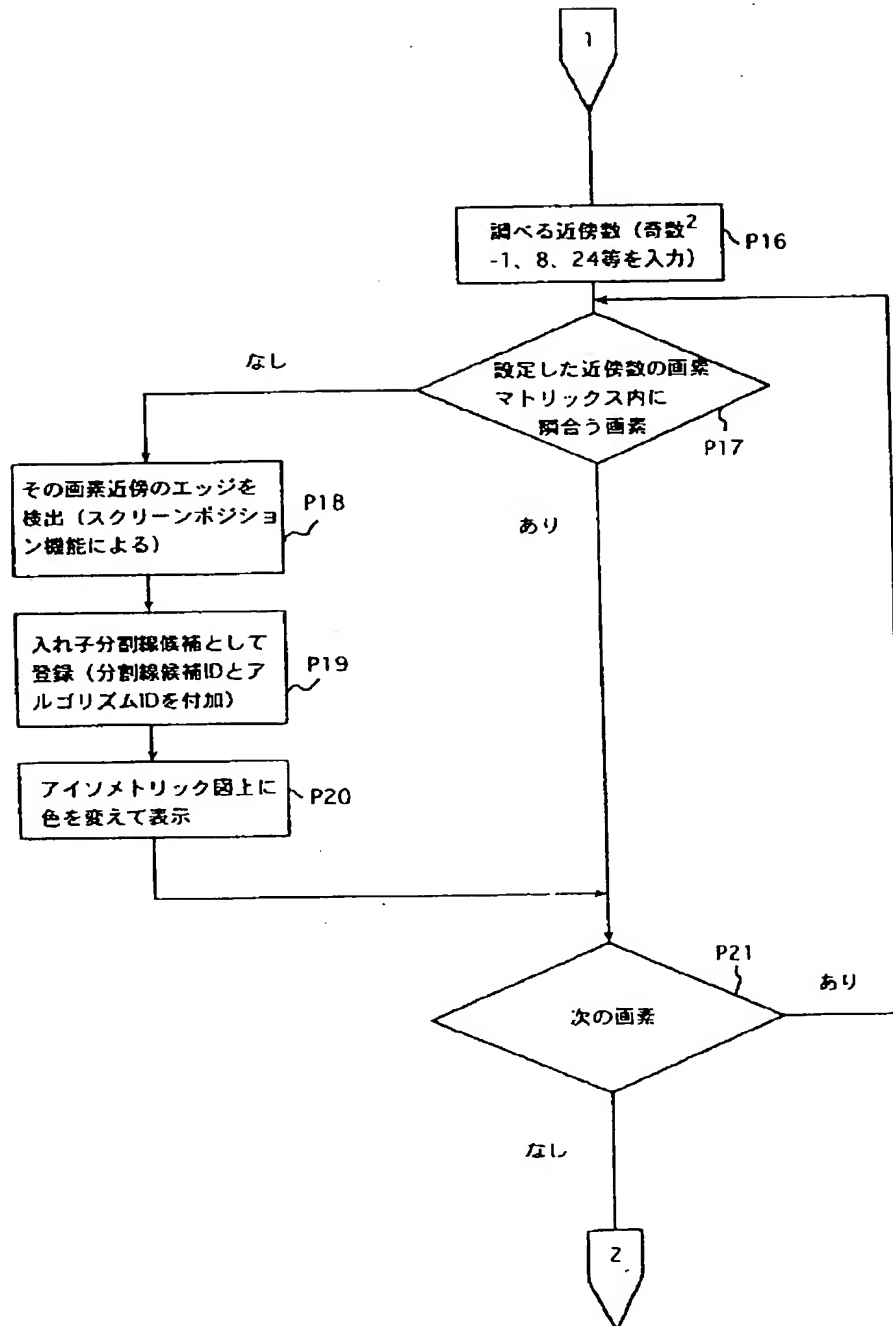 1
調べる近傍数(奇数2
-1、8、24等を入力)
P16
なし
設定した近傍数の画素
マトリックス内に
隣合う画素
P17
その画素近傍のエッジを
検出(スクリーンポジショ
ン機能による)
P18
あり
入れ子分割線候補として
登録(分割線候補IDとア
ルゴリズムIDを付加)
P19
アイソメトリック図上に
色を変えて表示
P20
P21
あり
次の画素
なし
2